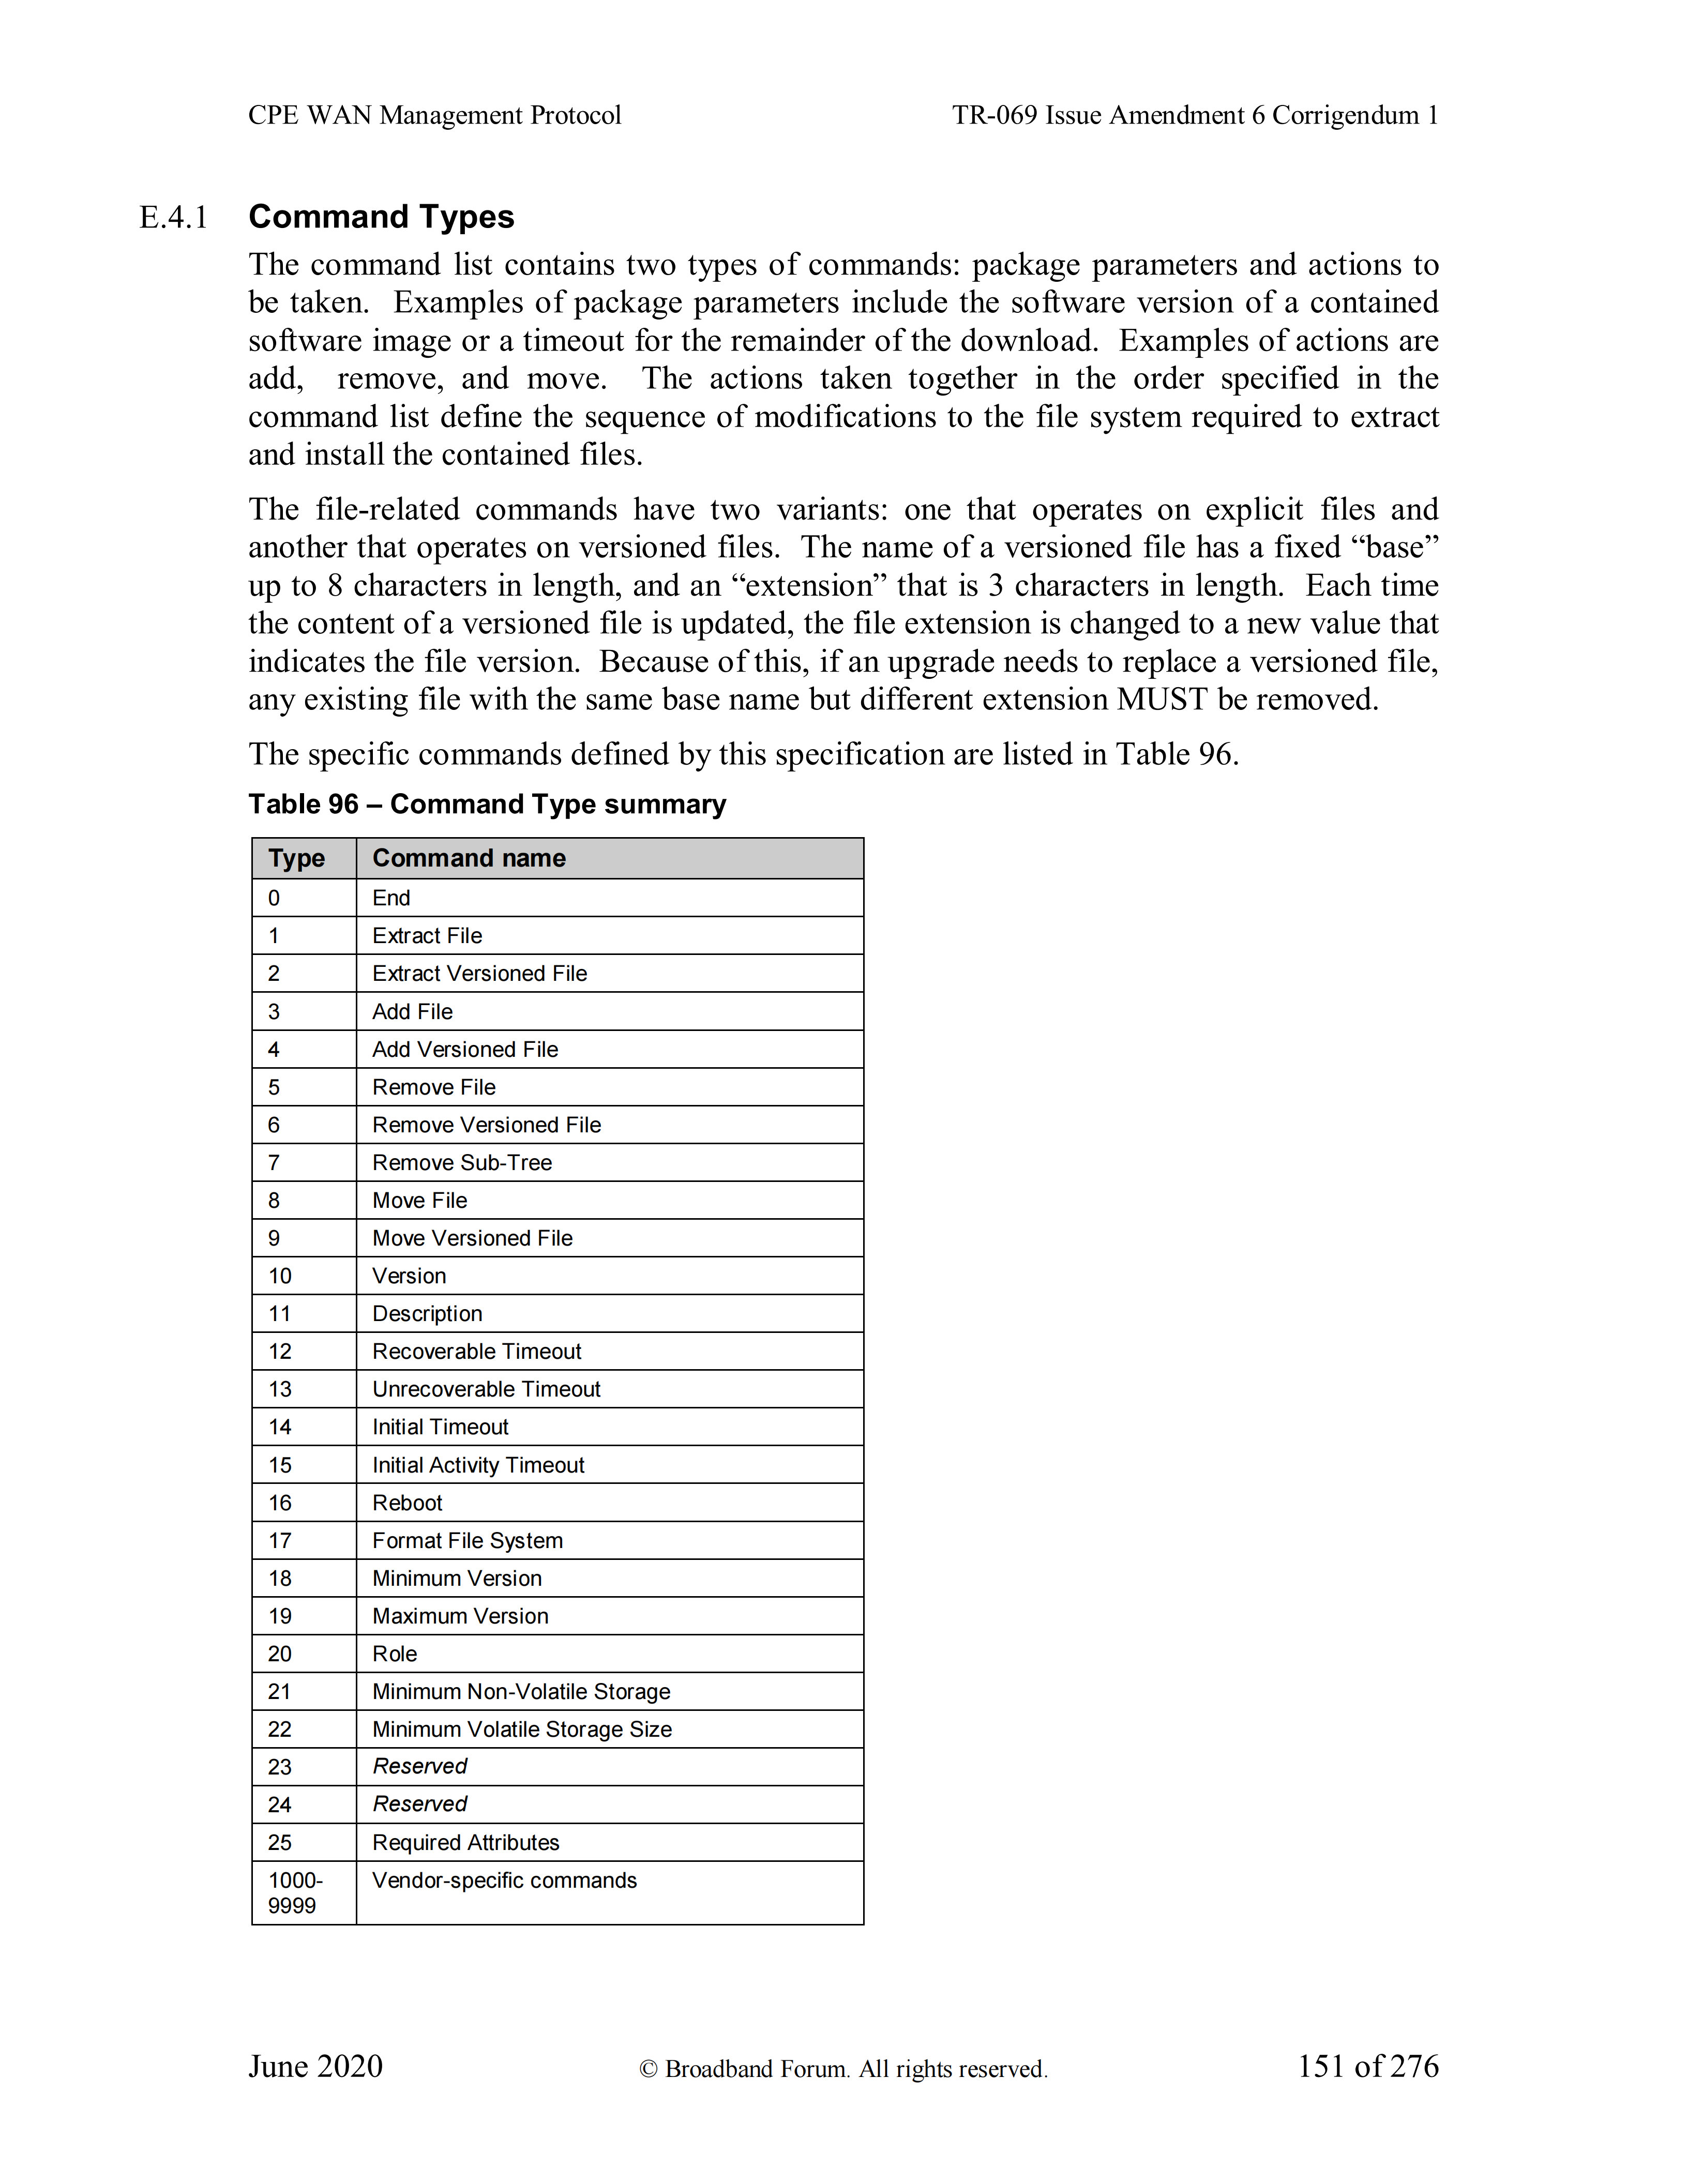 CPE WAN Management Protocol TR-069 Issue Amendment 6 Corrigendum 1
E.4.1 Command Types
The command list contains two types of commands: package parameters and actions to
be taken. Examples of package parameters include the software version of a contained
software image or a timeout for the remainder of the download. Examples of actions are
add, remove, and move. The actions taken together in the order specified in the
command list define the sequence of modifications to the file system required to extract
and install the contained files.
The file-related commands have two variants: one that operates on explicit files and
another that operates on versioned files. The name of a versioned file has a fixed “base”
up to 8 characters in length, and an “extension” that is 3 characters in length. Each time
the content of a versioned file is updated, the file extension is changed to a new value that
indicates the file version. Because of this, if an upgrade needs to replace a versioned file,
any existing file with the same base name but different extension MUST be removed.
The specific commands defined by this specification are listed in Table 96.
Table 96 – Command Type summary
Type Command name
0 End
1 Extract File
2 Extract Versioned File
3 Add File
4 Add Versioned File
5 Remove File
6 Remove Versioned File
7 Remove Sub-Tree
8 Move File
9 Move Versioned File
10 Version
11 Description
12 Recoverable Timeout
13 Unrecoverable Timeout
14 Initial Timeout
15 Initial Activity Timeout
16 Reboot
17 Format File System
18 Minimum Version
19 Maximum Version
20 Role
21 Minimum Non-Volatile Storage
22 Minimum Volatile Storage Size
23 Reserved
24 Reserved
25 Required Attributes
1000- Vendor-specific commands
9999
June 2020 © Broadband Forum. All rights reserved. 151 of 276